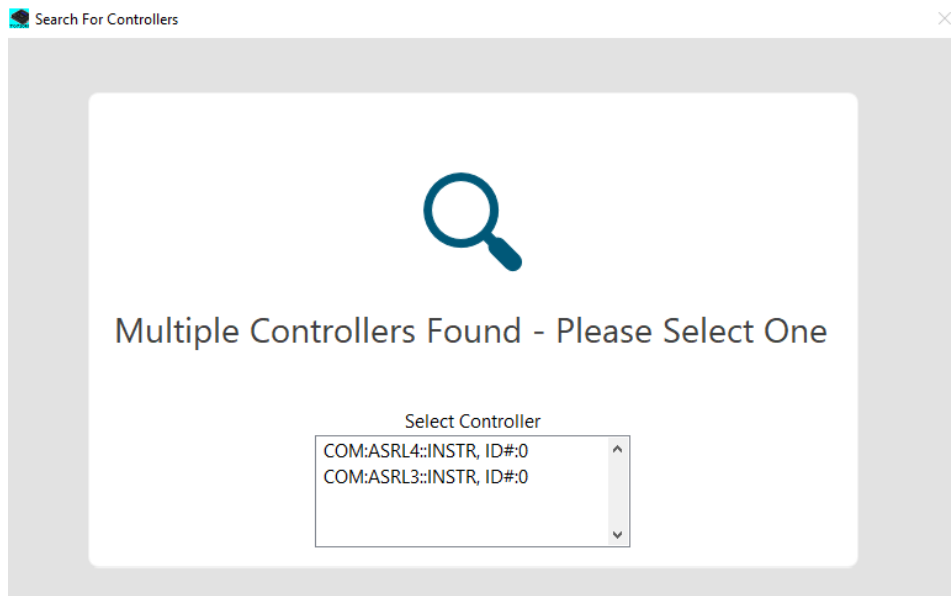 Search For Controllers
Multiple Controllers Found - Please Select One
Select Controller
COM:ASRL4::INSTR, ID#:0
COM:ASRL3::INSTR, ID#:0